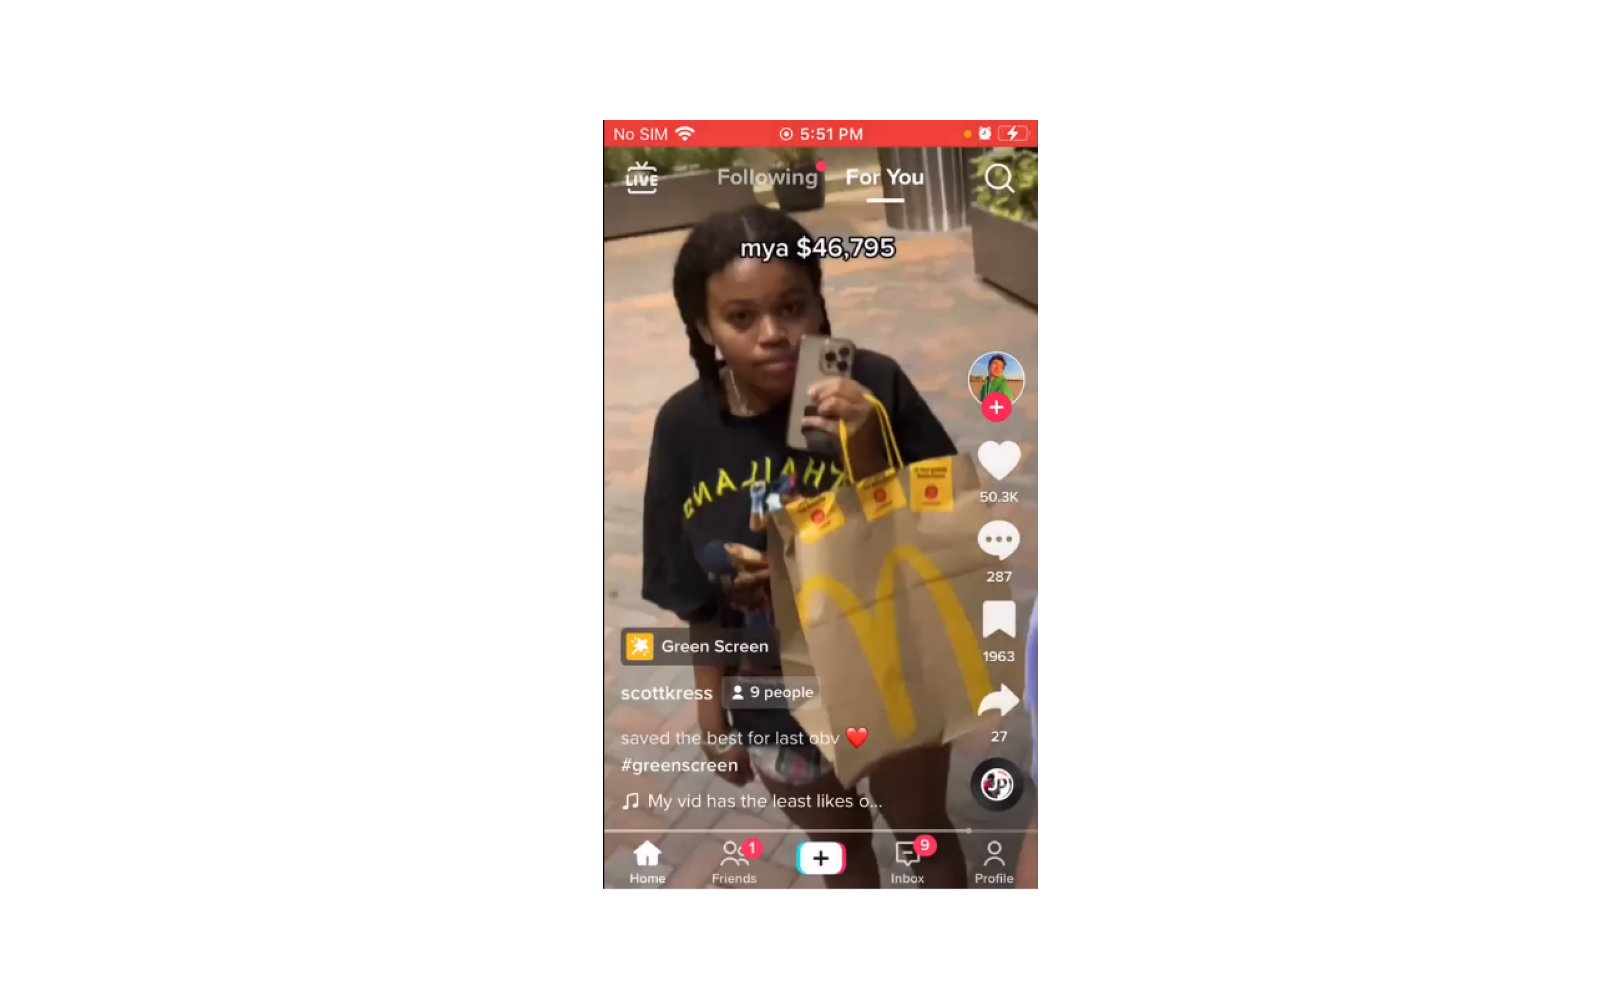 No SIM
5:51 PM
LIVE
Following
For You
mya $46,795
50.3K
287
1963
27
Green Screen
scottkress
9 people
saved the best for last obv ❤️
#greenscreen
My vid has the least likes o...
1
9
Home
Friends
Inbox
Profile